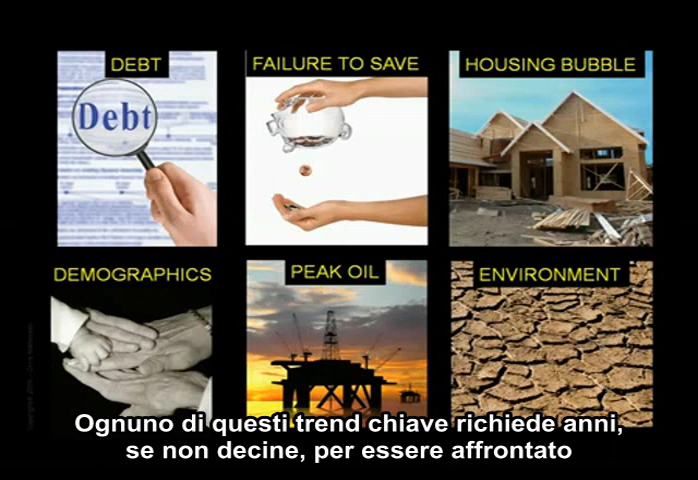 DEBT
FAILURE TO SAVE
HOUSING BUBBLE
Debt
DEMOGRAPHICS
PEAK OIL
ENVIRONMENT
Ognuno di questi trend chiave richiede anni,
se non decine, per essere affrontato